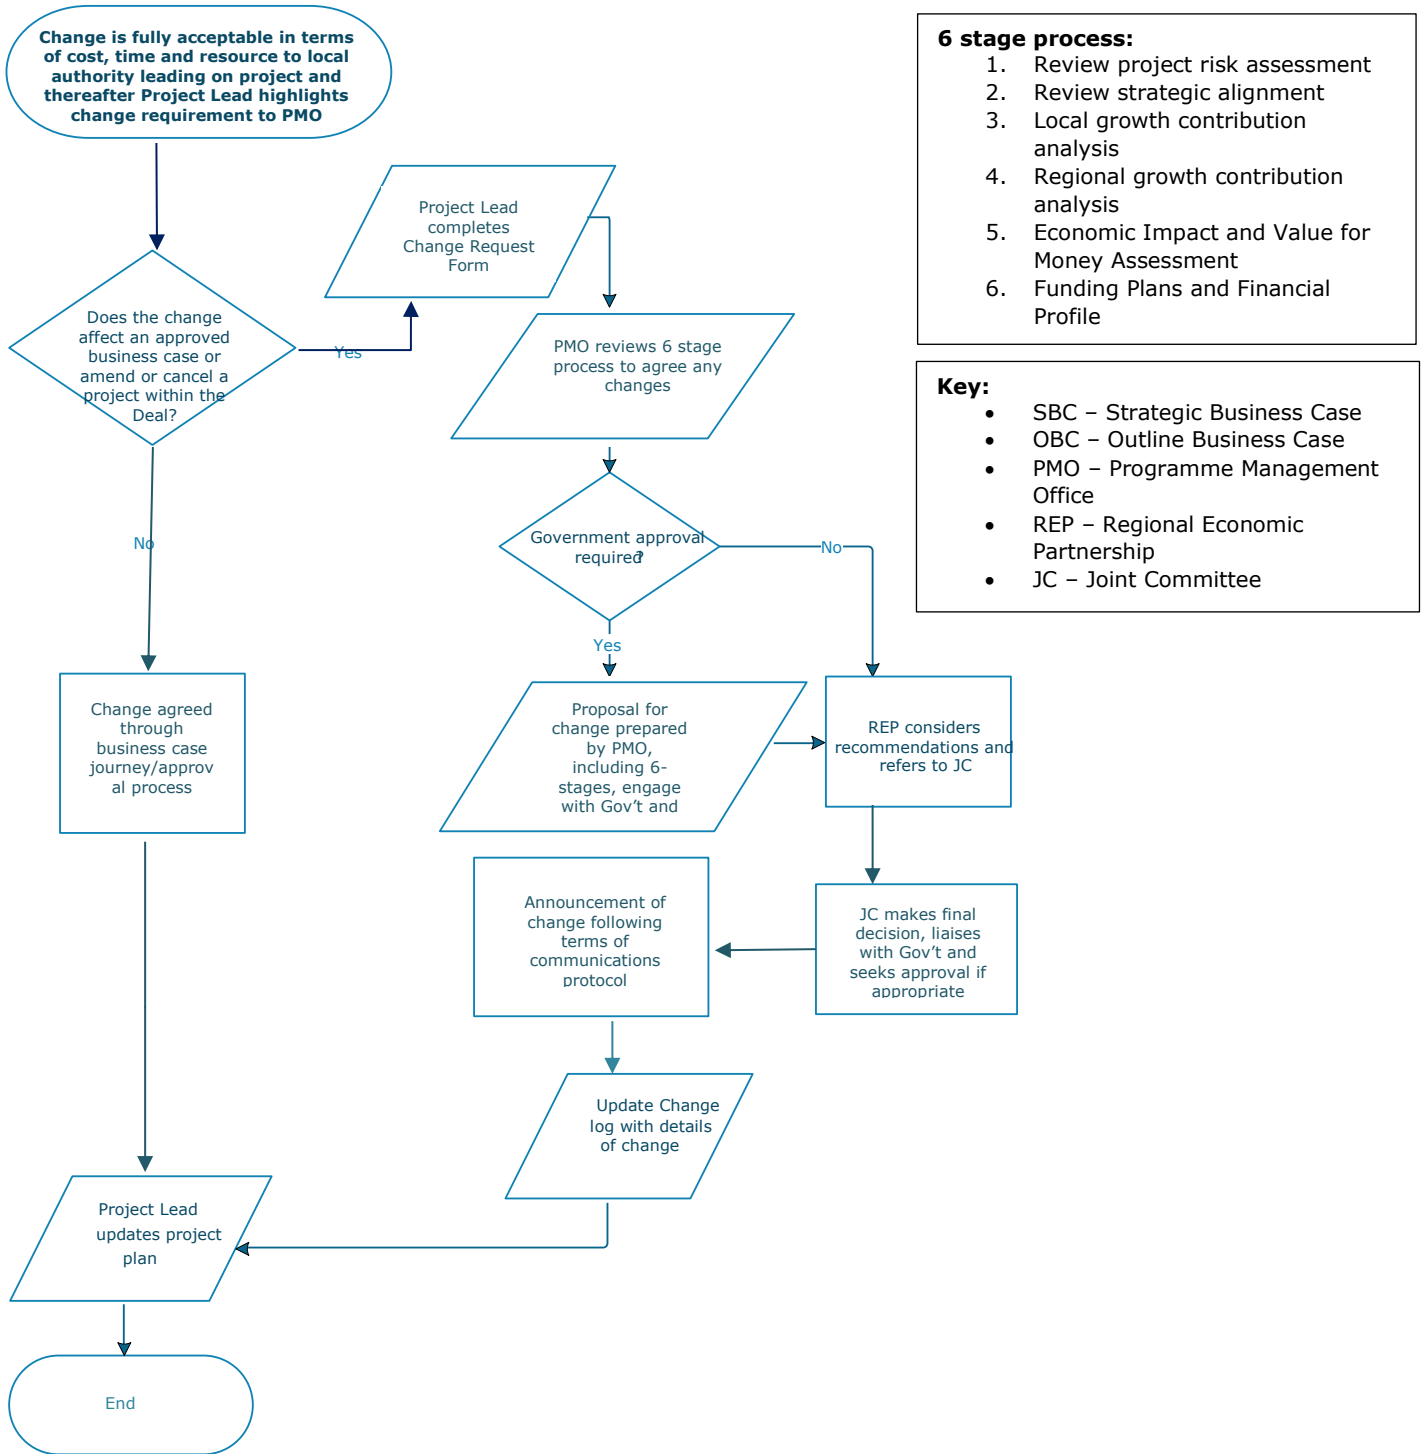 Change is fully acceptable in terms
of cost, time and resource to local
authority leading on project and
thereafter Project Lead highlights
change requirement to PMO
Does the change
affect an approved
business case or
amend or cancel a
project within the
Deal?
Yes
No
Project Lead
completes
Change Request
Form
PMO reviews 6 stage
process to agree any
changes
Government approval
required?
No
Yes
Proposal for
change prepared
by PMO,
including 6-
stages, engage
with Gov’t and
REP considers
recommendations and
refers to JC
JC makes final
decision, liaises
with Gov’t and
seeks approval if
appropriate
Announcement of
change following
terms of
communications
protocol
Update Change
log with details
of change
Change agreed
through
business case
journey/approv
al process
Project Lead
updates project
plan
End
6 stage process:
1. Review project risk assessment
2. Review strategic alignment
3. Local growth contribution
analysis
4. Regional growth contribution
analysis
5. Economic Impact and Value for
Money Assessment
6. Funding Plans and Financial
Profile
Key:
• SBC – Strategic Business Case
• OBC – Outline Business Case
• PMO – Programme Management
Office
• REP – Regional Economic
Partnership
• JC – Joint Committee